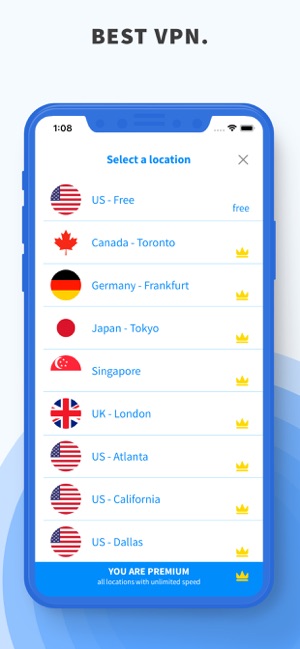 BEST VPN.
1:08
Select a location
US - Free
free
Canada - Toronto
Germany - Frankfurt
Japan - Tokyo
Singapore
UK - London
US - Atlanta
US - California
US - Dallas
YOU ARE PREMIUM
all locations with unlimited speed